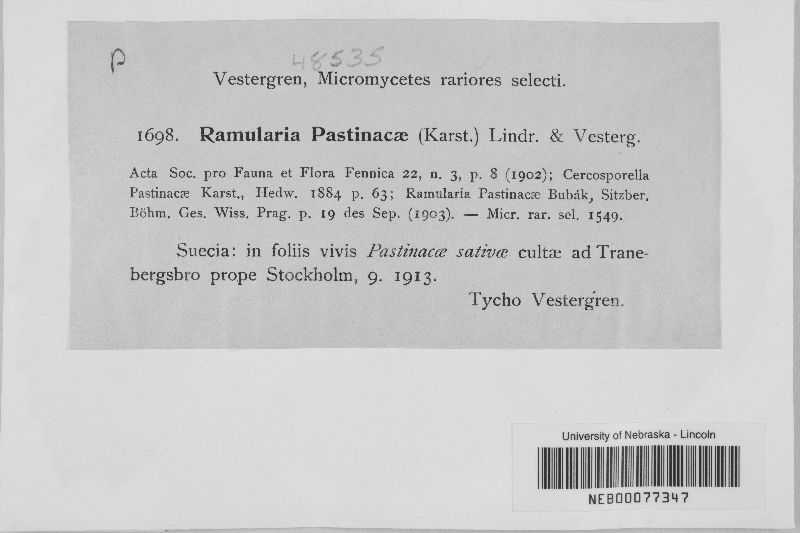 P 48535
Vestergren, Micromycetes rariores selecti.
1698. Ramularia Pastinacæ (Karst.) Lindr. & Vesterg.
Acta Soc. pro Fauna et Flora Fennica 22, n. 3, p. 8 (1902); Cercosporella
Pastinacæ Karst., Hedw. 1884 p. 63; Ramularia Pastinacæ Bubák, Sitzber.
Böhm. Ges. Wiss. Prag. p. 19 des Sep. (1903). — Micr. rar. sel. 1549.
Suecia: in foliis vivis Pastinacæ sativæ cultæ ad Trane-
bergsbro prope Stockholm, 9. 1913.
Tycho Vestergren.
University of Nebraska - Lincoln
NEB00077347